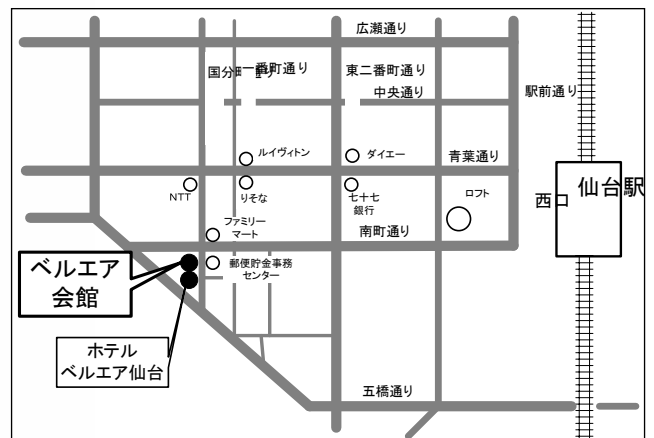 広瀬通り
国分町通り
一番町通り
東二番町通り
中央通り
駅前通り
ルイヴィトン
ダイエー
青葉通り
NTT
りそな
七十七
銀行
ロフト
西口
仙台駅
ファミリー
マート
南町通り
ベルエア
会館
郵便貯金事務
センター
ホテル
ベルエア仙台
五橋通り